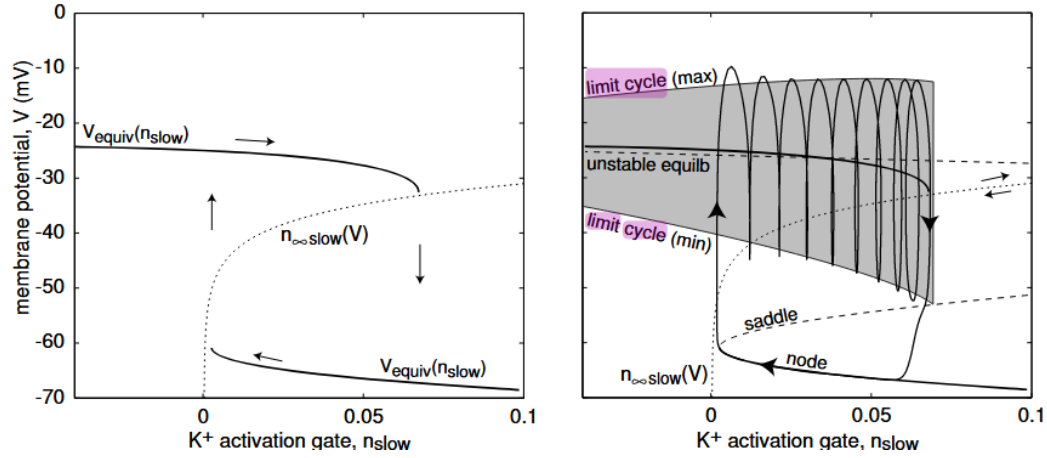 membrane potential, V (mV)
0
-10
-20
-30
-40
-50
-60
-70
Vequiv(nslow)
n∞slow(V)
Vequiv(nslow)
0
0.05
0.1
K+ activation gate, nslow
limit cycle (max)
unstable equilb
limit cycle (min)
saddle
node
n∞slow(V)
0
0.05
0.1
K+ activation gate, nslow